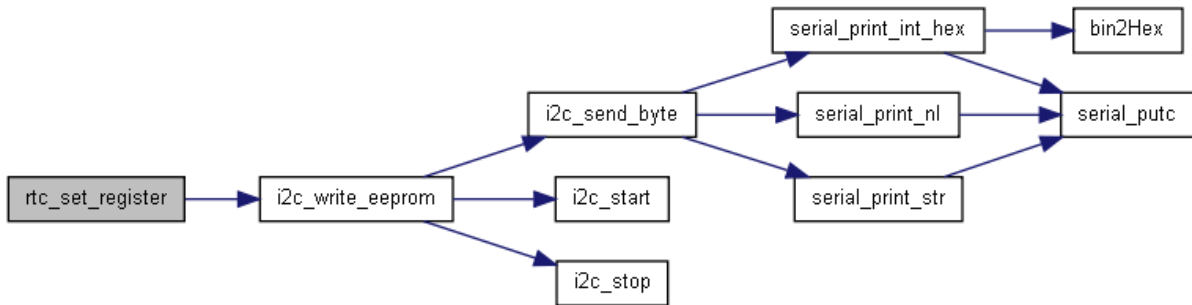 serial_print_int_hex
bin2Hex
i2c_send_byte
serial_print_nl
serial_putc
rtc_set_register
i2c_write_eeprom
i2c_start
serial_print_str
i2c_stop